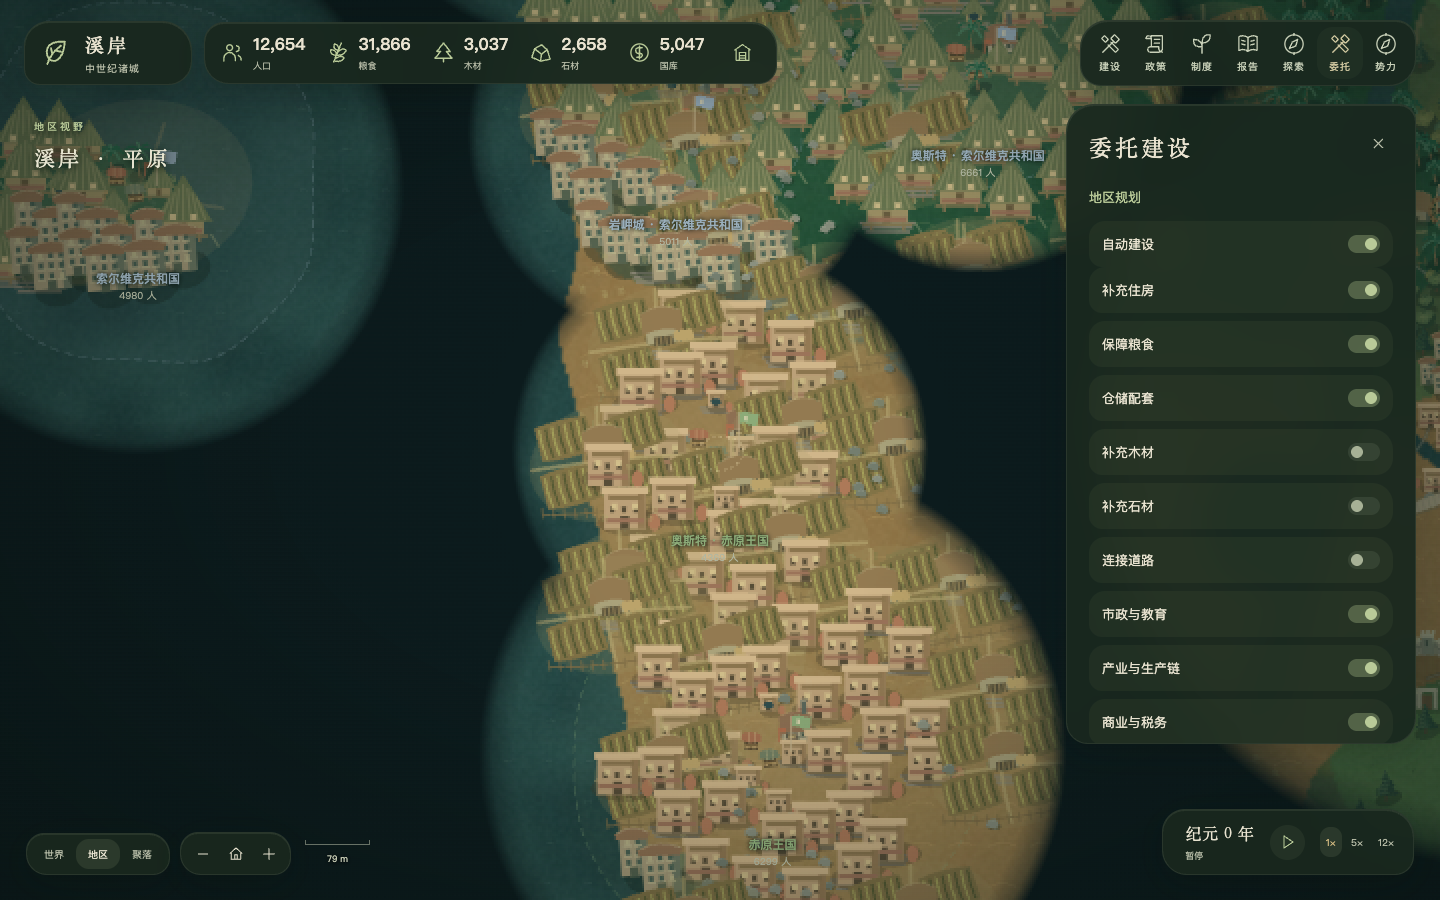 溪岸
中世纪诸城
12,654
人口
31,866
粮食
3,037
木材
2,658
石材
5,047
国库
建设
政策
制度
报告
探索
委托
势力
地区视野
溪岸 · 平原
索尔维克共和国
4980 人
奥斯特 · 索尔维克共和国
6661 人
岩岬城 · 索尔维克共和国
5011 人
奥斯特 · 赤原王国
人
赤原王国
人
委托建设
地区规划
自动建设
补充住房
保障粮食
仓储配套
补充木材
补充石材
连接道路
市政与教育
产业与生产链
商业与税务
世界
地区
聚落
79 m
纪元 0 年
暂停
1×
5×
12×